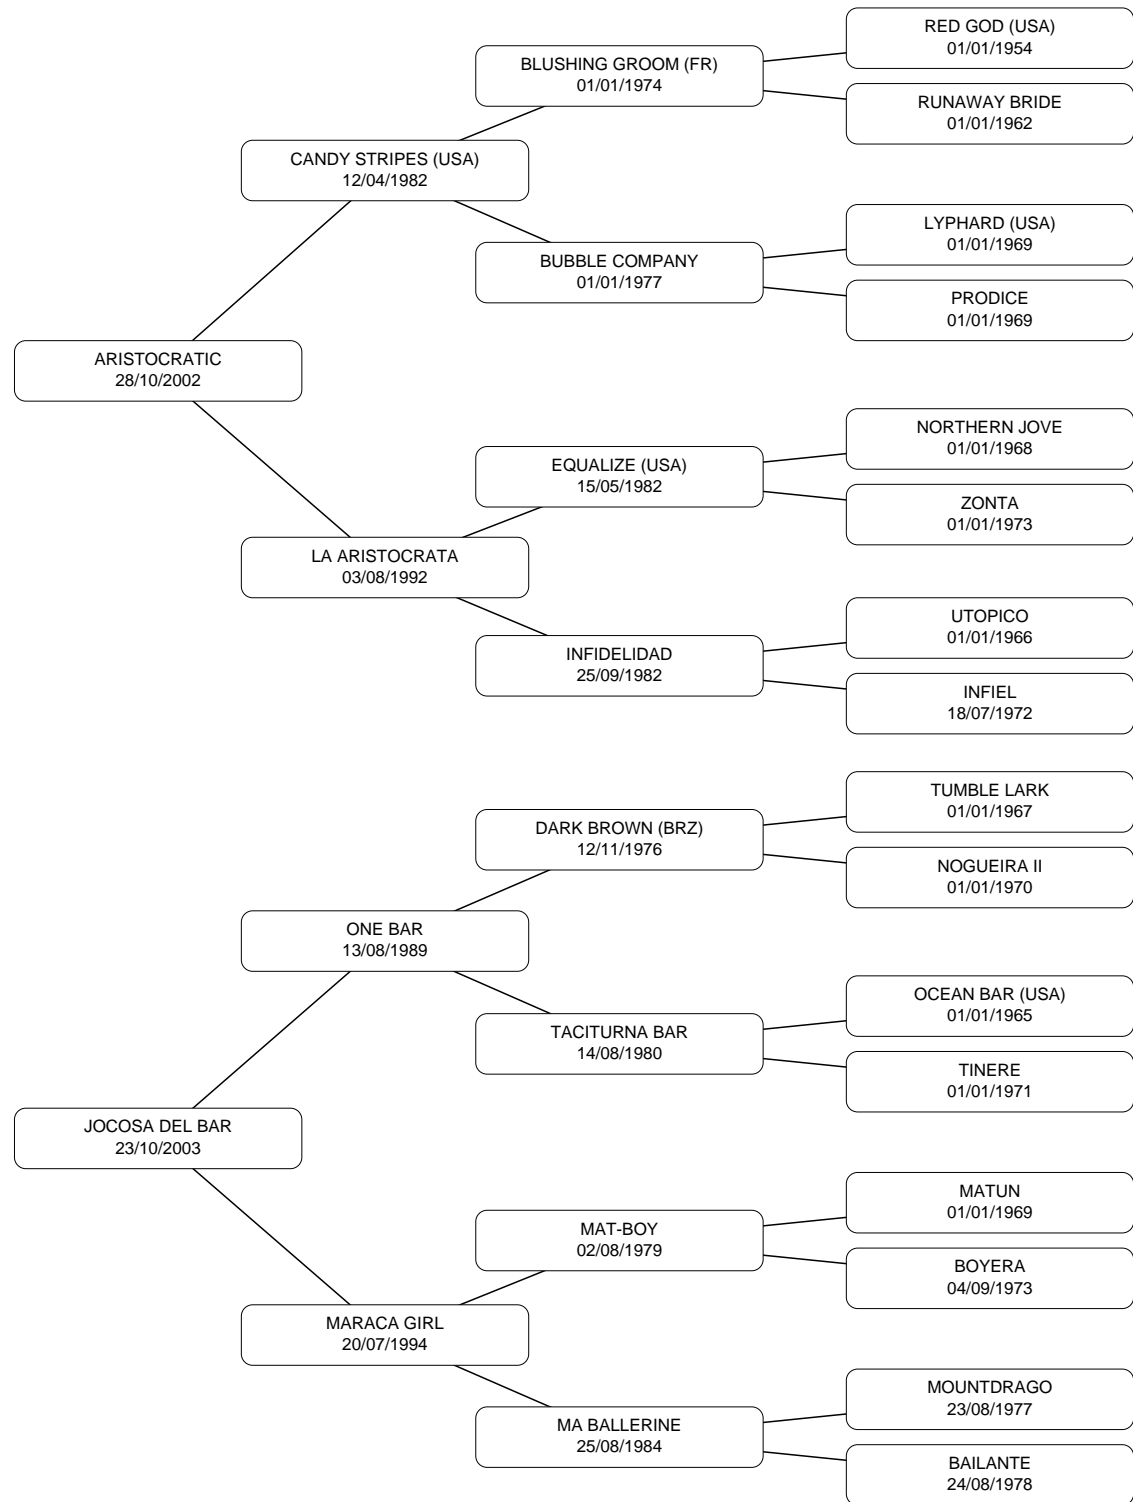 RED GOD (USA)
01/01/1954
BLUSHING GROOM (FR)
01/01/1974
RUNAWAY BRIDE
01/01/1962
CANDY STRIPES (USA)
12/04/1982
LYPHARD (USA)
01/01/1969
BUBBLE COMPANY
01/01/1977
PRODICE
01/01/1969
ARISTOCRATIC
28/10/2002
NORTHERN JOVE
01/01/1968
EQUALIZE (USA)
15/05/1982
ZONTA
01/01/1973
LA ARISTOCRATA
03/08/1992
UTOPICO
01/01/1966
INFIDELIDAD
25/09/1982
INFIEL
18/07/1972
TUMBLE LARK
01/01/1967
DARK BROWN (BRZ)
12/11/1976
NOGUEIRA II
01/01/1970
ONE BAR
13/08/1989
OCEAN BAR (USA)
01/01/1965
TACITURNA BAR
14/08/1980
TINERE
01/01/1971
JOCOSA DEL BAR
23/10/2003
MATUN
01/01/1969
MAT-BOY
02/08/1979
BOYERA
04/09/1973
MARACA GIRL
20/07/1994
MOUNTDRAGO
23/08/1977
MA BALLERINE
25/08/1984
BAILANTE
24/08/1978